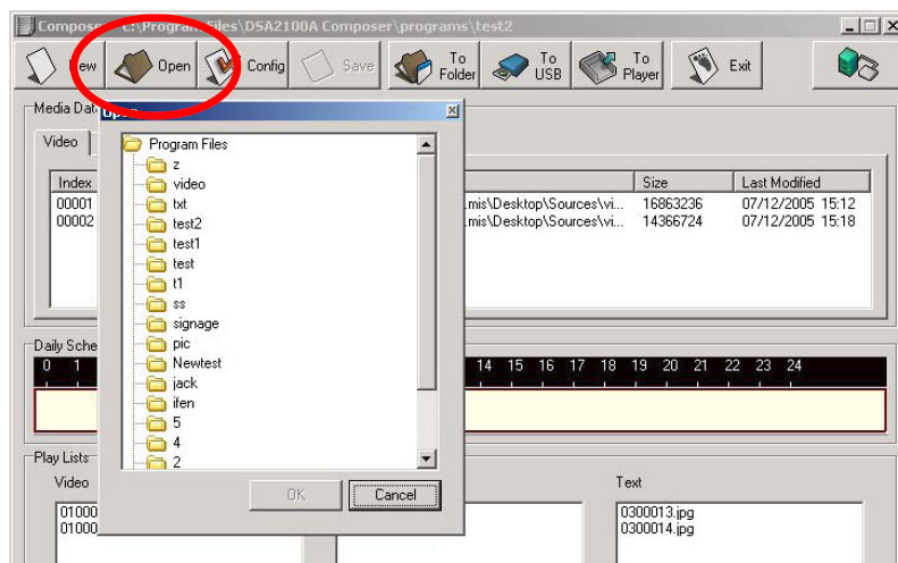 Composer - C:\Program Files\DSA2100A Composer\programs\test2
New Open Config Save To Folder To USB To Player Exit
Media Dat
Open
Video
Program Files
z
video
txt
test2
test1
test
t1
ss
signage
pic
Newtest
jack
ifen
5
4
2
OK Cancel
Index Size Last Modified
00001 .mis\Desktop\Sources\vi... 16863236 07/12/2005 15:12
00002 .mis\Desktop\Sources\vi... 14366724 07/12/2005 15:18
Daily Sche
0 1 14 15 16 17 18 19 20 21 22 23 24
Play Lists
Video Text
01000 0300013.jpg
01000 0300014.jpg